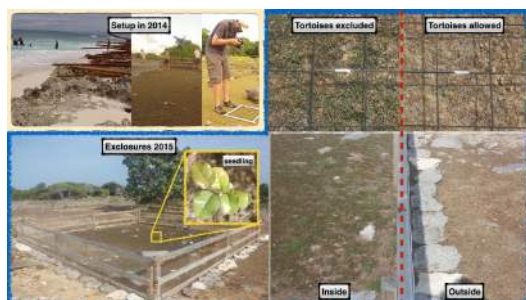 Setup in 2014
Tortoises excluded
Tortoises allowed
Exclosures 2015
seedling
Inside
Outside